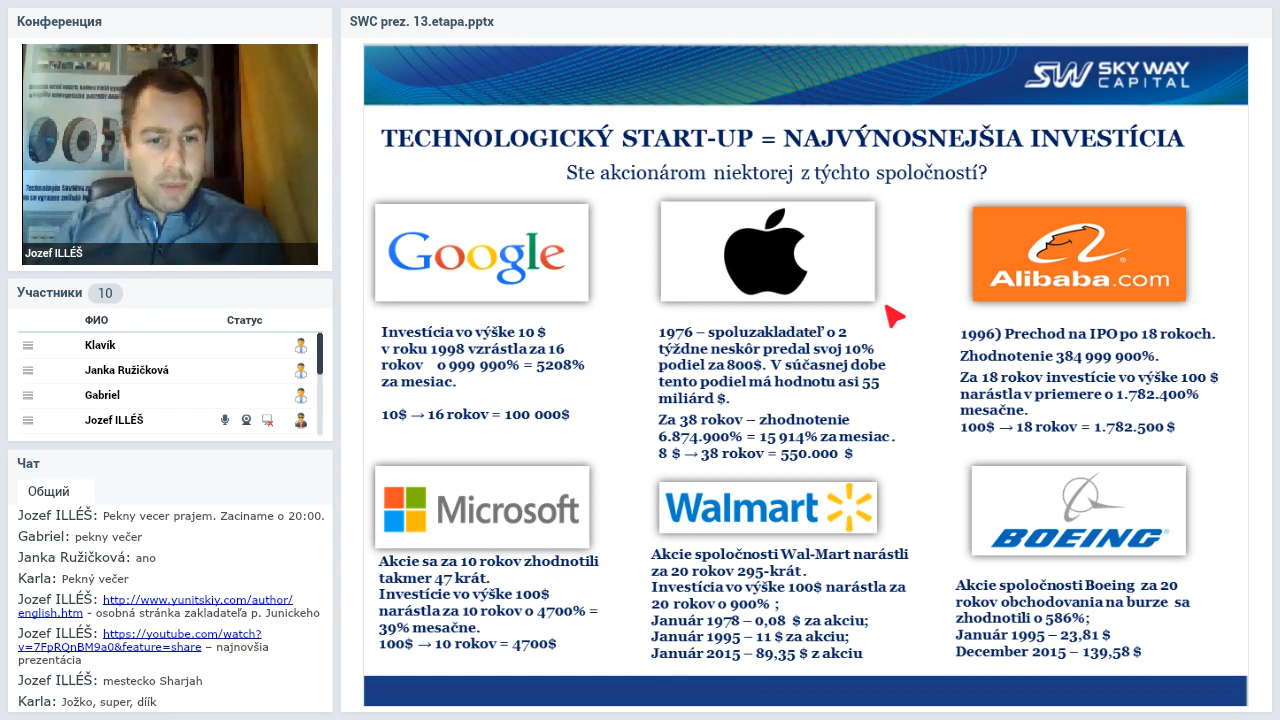 Конференция
Jozef ILLÉŠ
Участники 10
ФИО Статус
Klavík
Janka Ružičková
Gabriel
Jozef ILLÉŠ
Чат
Общий
Jozef ILLÉŠ: Pekny vecer prajem. Zaciname o 20:00.
Gabriel: pekny večer
Janka Ružičková: ano
Karla: Pekný večer
Jozef ILLÉŠ: http://www.yunitskiy.com/author/
english.htm - osobná stránka zakladateľa p. Junickeho
Jozef ILLÉŠ: https://youtube.com/watch?
v=7FpRQnBM9a0&feature=share – najnovšia
prezentácia
Jozef ILLÉŠ: mestecko Sharjah
Karla: Jožko, super, díik
SWC prez. 13.etapa.pptx
SW SKY WAY
CAPITAL
TECHNOLOGICKÝ START-UP = NAJVÝNOSNEJŠIA INVESTÍCIA
Ste akcionárom niektorej z týchto spoločností?
Google
Investícia vo výške 10 $
v roku 1998 vzrástla za 16
rokov o 999 990% = 5208%
za mesiac.
10$ → 16 rokov = 100 000$
1976 – spoluzakladateľ o 2
týždne neskôr predal svoj 10%
podiel za 800$. V súčasnej dobe
tento podiel má hodnotu asi 55
miliárd $.
Za 38 rokov – zhodnotenie
6.874.900% = 15 914% za mesiac.
8 $ → 38 rokov = 550.000 $
Alibaba.com
1996) Prechod na IPO po 18 rokoch.
Zhodnotenie 384 999 900%.
Za 18 rokov investície vo výške 100 $
narástla v priemere o 1.782.400%
mesačne.
100$ → 18 rokov = 1.782.500 $
Microsoft
Akcie sa za 10 rokov zhodnotili
takmer 47 krát.
Investície vo výške 100$
narástla za 10 rokov o 4700% =
39% mesačne.
100$ → 10 rokov = 4700$
Walmart
Akcie spoločnosti Wal-Mart narástli
za 20 rokov 295-krát.
Investícia vo výške 100$ narástla za
20 rokov o 900% ;
Január 1978 – 0,08 $ za akciu;
Január 1995 – 11 $ za akciu;
Január 2015 – 89,35 $ z akciu
BOEING
Akcie spoločnosti Boeing za 20
rokov obchodovania na burze sa
zhodnotili o 586%;
Január 1995 – 23,81 $
December 2015 – 139,58 $